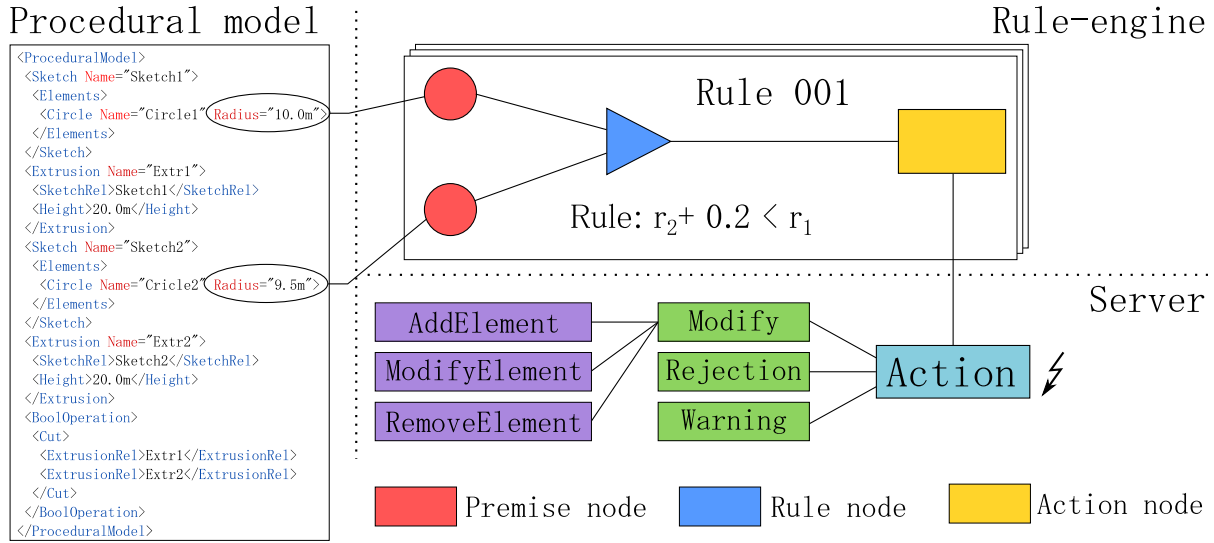 Procedural model
<ProceduralModel>
<Sketch Name="Sketch1">
<Elements>
<Circle Name="Circle1" Radius="10.0m">
</Elements>
</Sketch>
<Extrusion Name="Extr1">
<SketchRel>Sketch1</SketchRel>
<Height>20.0m</Height>
</Extrusion>
<Sketch Name="Sketch2">
<Elements>
<Circle Name="Cricle2" Radius="9.5m">
</Elements>
</Sketch>
<Extrusion Name="Extr2">
<SketchRel>Sketch2</SketchRel>
<Height>20.0m</Height>
</Extrusion>
<BoolOperation>
<Cut>
<ExtrusionRel>Extr1</ExtrusionRel>
<ExtrusionRel>Extr2</ExtrusionRel>
</Cut>
</BoolOperation>
</ProceduralModel>
Rule-engine
Rule 001
Rule: r₂+ 0.2 < r₁
Server
AddElement
ModifyElement
RemoveElement
Modify
Rejection
Warning
Action
Premise node
Rule node
Action node